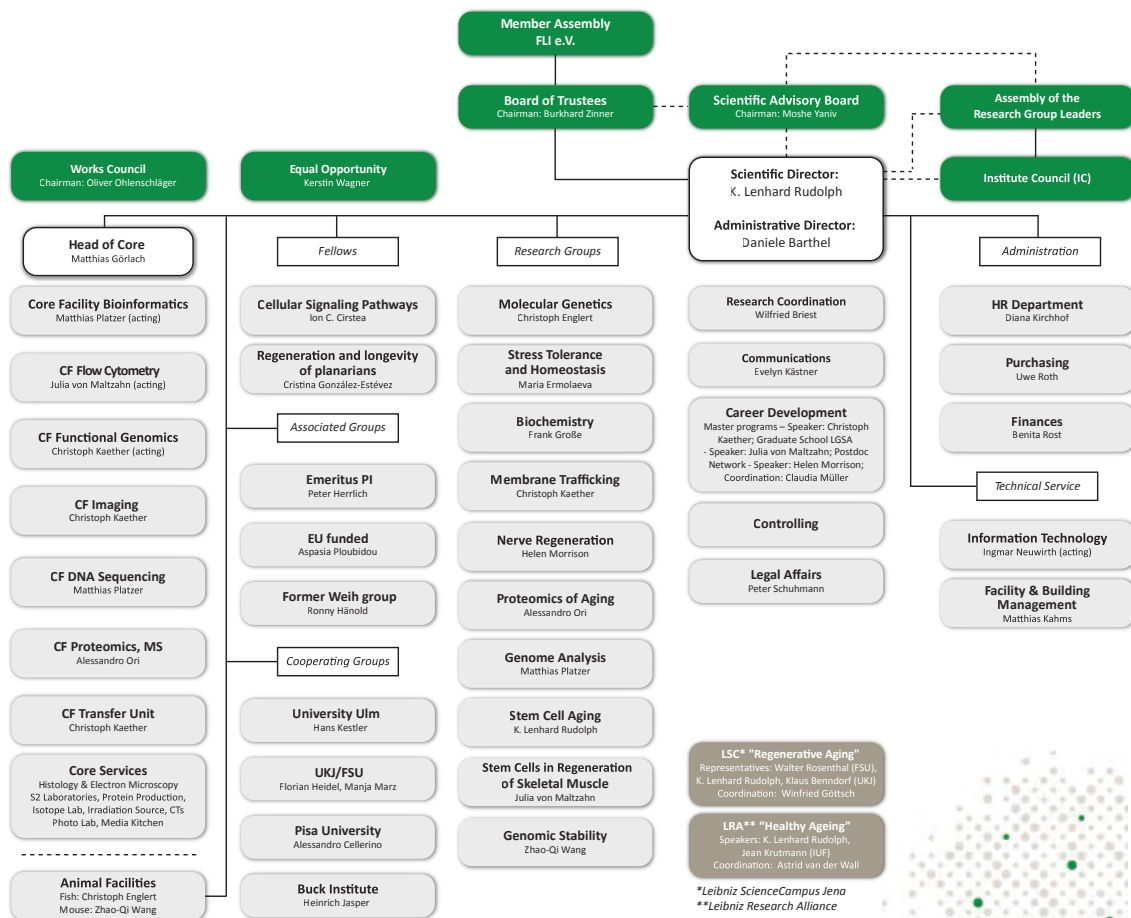 Member Assembly
FLI e.V.
Board of Trustees
Chairman: Burkhard Zinner
Scientific Advisory Board
Chairman: Moshe Yaniv
Assembly of the
Research Group Leaders
Works Council
Chairman: Oliver Ohlenschläger
Equal Opportunity
Kerstin Wagner
Scientific Director:
K. Lenhard Rudolph
Administrative Director:
Daniele Barthel
Institute Council (IC)
Head of Core
Matthias Görlach
Core Facility Bioinformatics
Matthias Platzer (acting)
CF Flow Cytometry
Julia von Maltzahn (acting)
CF Functional Genomics
Christoph Kaether (acting)
CF Imaging
Christoph Kaether
CF DNA Sequencing
Matthias Platzer
CF Proteomics, MS
Alessandro Ori
CF Transfer Unit
Christoph Kaether
Core Services
Histology & Electron Microscopy
S2 Laboratories, Protein Production,
Isotope Lab, Irradiation Source, CTs
Photo Lab, Media Kitchen
Animal Facilities
Fish: Christoph Englert
Mouse: Zhao-Qi Wang
Fellows
Cellular Signaling Pathways
Ion C. Cirstea
Regeneration and longevity
of planarians
Cristina González-Estévez
Associated Groups
Emeritus PI
Peter Herrlich
EU funded
Aspasia Ploubidou
Former Weih group
Ronny Hänold
Cooperating Groups
University Ulm
Hans Kestler
UKJ/FSU
Florian Heidel, Manja Marz
Pisa University
Alessandro Cellerino
Buck Institute
Heinrich Jasper
Research Groups
Molecular Genetics
Christoph Englert
Stress Tolerance
and Homeostasis
Maria Ermolaeva
Biochemistry
Frank Große
Membrane Trafficking
Christoph Kaether
Nerve Regeneration
Helen Morrison
Proteomics of Aging
Alessandro Ori
Genome Analysis
Matthias Platzer
Stem Cell Aging
K. Lenhard Rudolph
Stem Cells in Regeneration
of Skeletal Muscle
Julia von Maltzahn
Genomic Stability
Zhao-Qi Wang
Research Coordination
Wilfried Briest
Communications
Evelyn Kästner
Career Development
Master programs – Speaker: Christoph
Kaether; Graduate School LGSA
- Speaker: Julia von Maltzahn; Postdoc
Network - Speaker: Helen Morrison;
Coordination: Claudia Müller
Controlling
Legal Affairs
Peter Schuhmann
LSC* "Regenerative Aging"
Representatives: Walter Rosenthal (FSU),
K. Lenhard Rudolph, Klaus Benndorf (UKJ)
Coordination: Winfried Göttsch
LRA** “Healthy Ageing”
Speakers: K. Lenhard Rudolph,
Jean Krutmann (IUF)
Coordination: Astrid van der Wall
*Leibniz ScienceCampus Jena
**Leibniz Research Alliance
Administration
HR Department
Diana Kirchhof
Purchasing
Uwe Roth
Finances
Benita Rost
Technical Service
Information Technology
Ingmar Neuwirth (acting)
Facility & Building
Management
Matthias Kahms